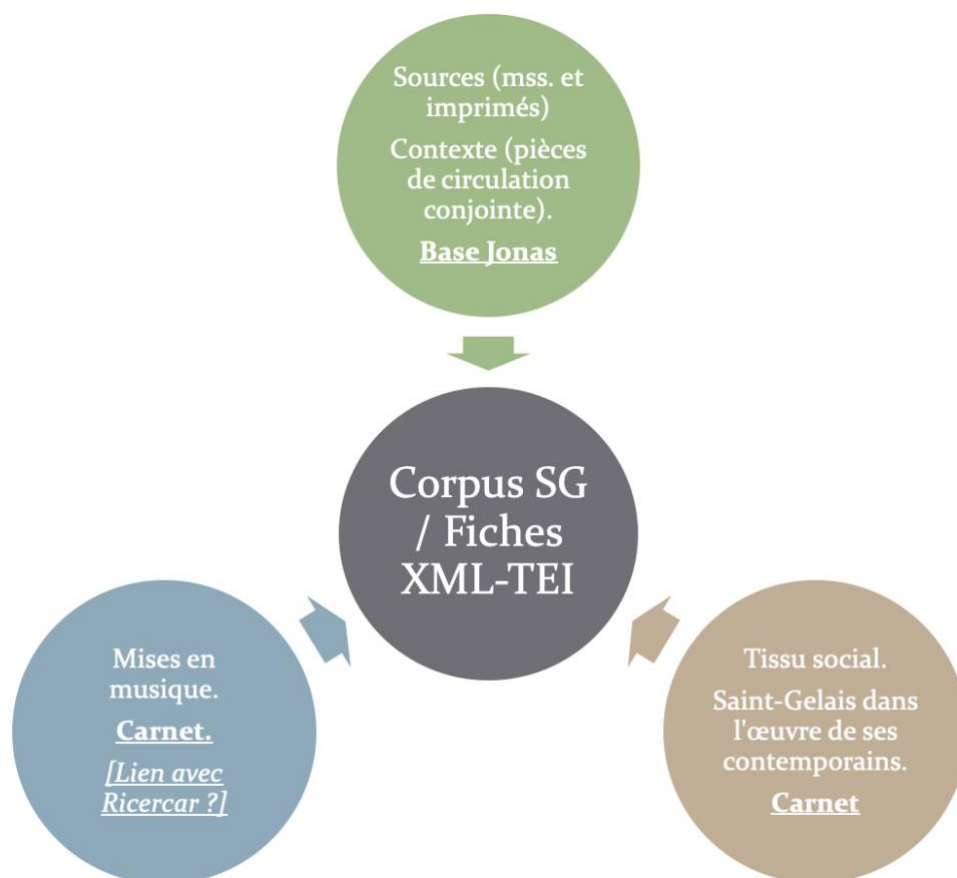 Sources (mss. et
imprimés)
Contexte (pièces
de circulation
conjointe).
Base Jonas
Corpus SG
/ Fiches
XML-TEI
Mises en
musique.
Carnet.
[Lien avec
Ricercar ?]
Tissu social.
Saint-Gelais dans
l'œuvre de ses
contemporains.
Carnet